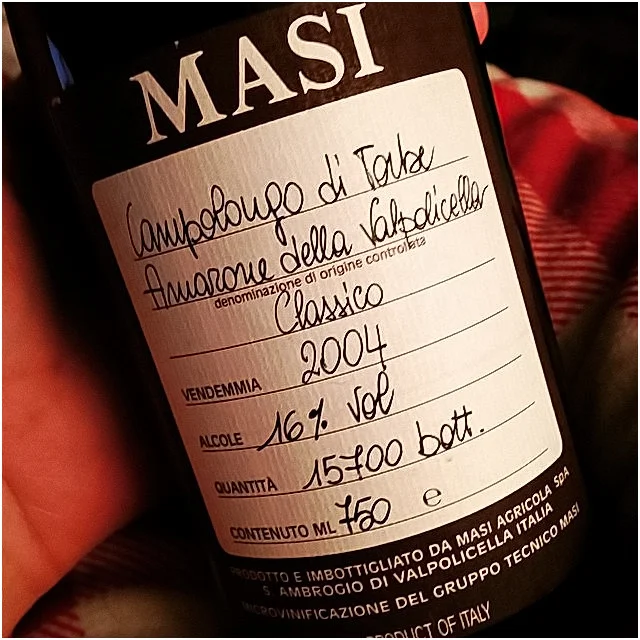 MASI
Campolongo di Torbe
Amarone della Valpolicella
denominazione di origine controllata
Classico
VENDEMMIA 2004
ALCOLE 16% vol
QUANTITÀ 15700 bott.
CONTENUTO ML 750 e
PRODOTTO E IMBOTTIGLIATO DA MASI AGRICOLA SpA
S. AMBROGIO DI VALPOLICELLA ITALIA
MICROVINIFICAZIONE DEL GRUPPO TECNICO MASI
PRODUCT OF ITALY